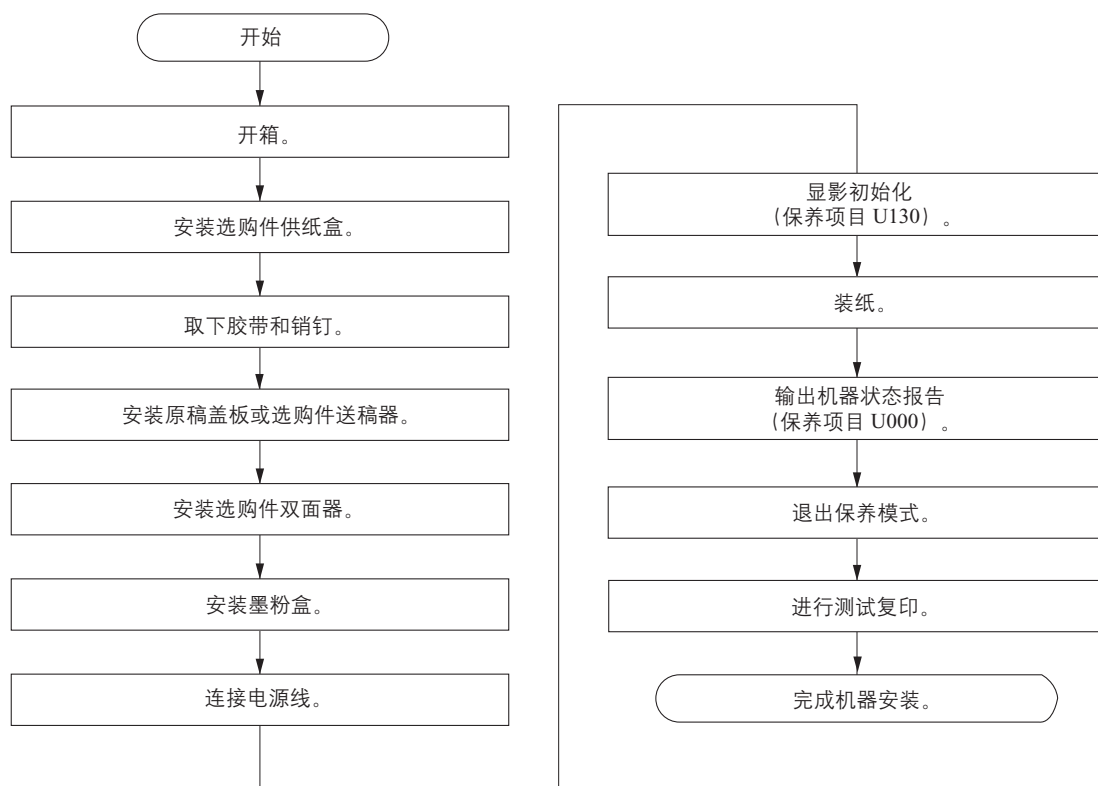 开始
开箱。
安装选购件供纸盒。
取下胶带和销钉。
安装原稿盖板或选购件送稿器。
安装选购件双面器。
安装墨粉盒。
连接电源线。
显影初始化
（保养项目 U130）。
装纸。
输出机器状态报告
（保养项目 U000）。
退出保养模式。
进行测试复印。
完成机器安装。